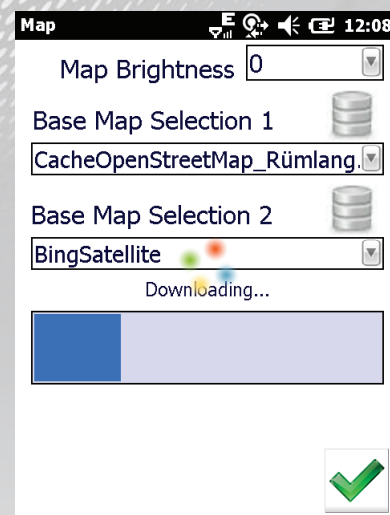 Map E 12:08
Map Brightness 0
Base Map Selection 1
CacheOpenStreetMap_Rümlang.
Base Map Selection 2
BingSatellite
Downloading...